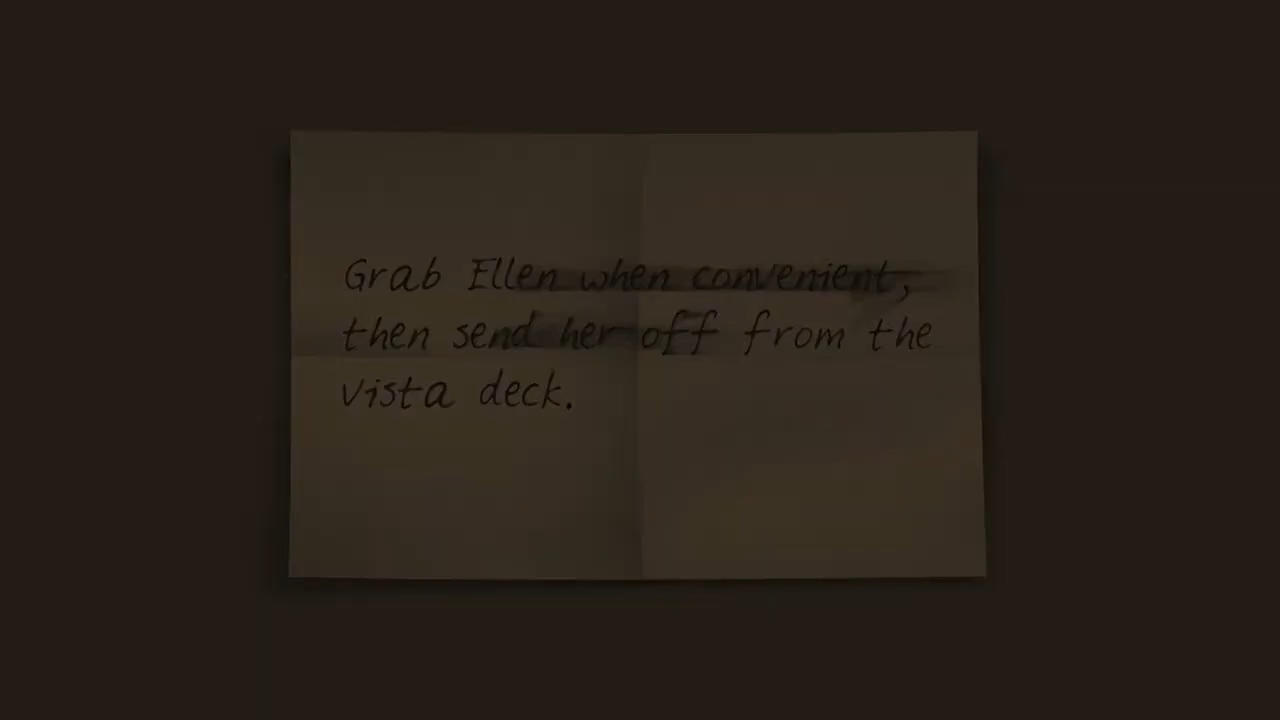 Grab Ellen when convenient,
then send her off from the
vista deck.